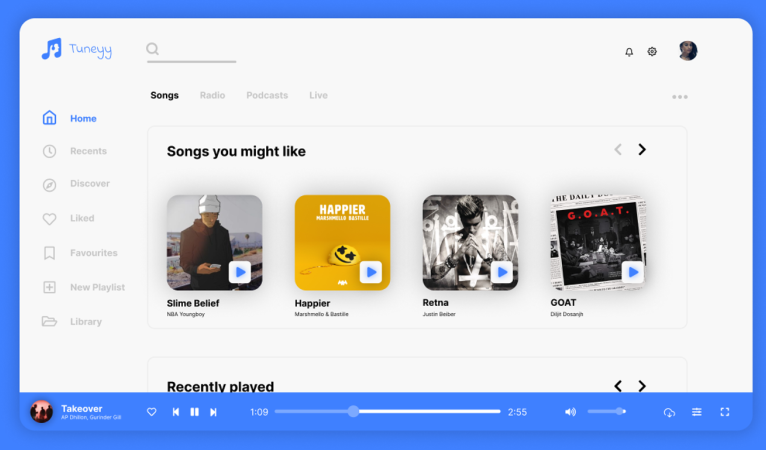 Tuneyy
Songs Radio Podcasts Live
Home
Recents
Discover
Liked
Favourites
New Playlist
Library
Songs you might like
HAPPIER
MARSHMELLO BASTILLE
G.O.A.T.
Slime Belief
NBA Youngboy
Happier
Marshmello & Bastille
Retna
Justin Beiber
GOAT
Diljit Dosanjh
Recently played
Takeover
AP Dhillon, Gurinder Gill
1:09
2:55